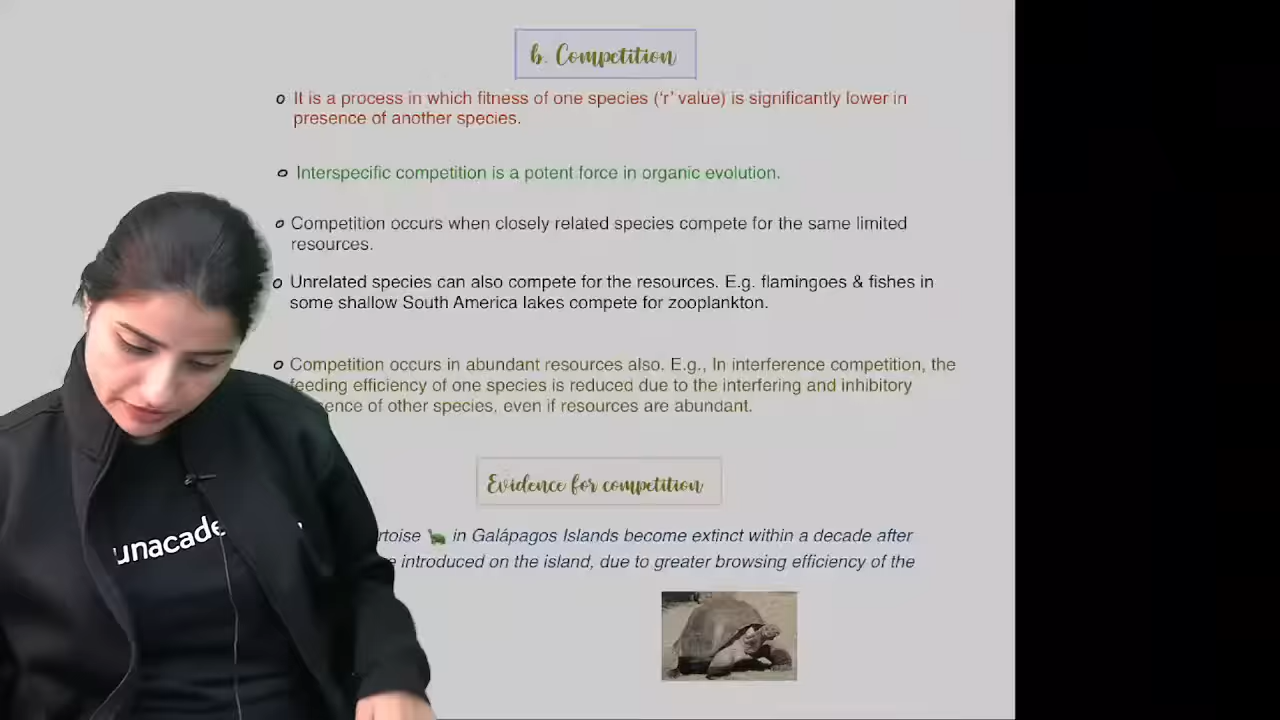 b. Competition
It is a process in which fitness of one species ('r' value) is significantly lower in
presence of another species.
Interspecific competition is a potent force in organic evolution.
Competition occurs when closely related species compete for the same limited
resources.
Unrelated species can also compete for the resources. E.g. flamingoes & fishes in
some shallow South America lakes compete for zooplankton.
Competition occurs in abundant resources also. E.g., In interference competition, the
feeding efficiency of one species is reduced due to the interfering and inhibitory
of other species, even if resources are abundant.
Evidence for competition
in Galápagos Islands become extinct within a decade after
introduced on the island, due to greater browsing efficiency of the
unacade